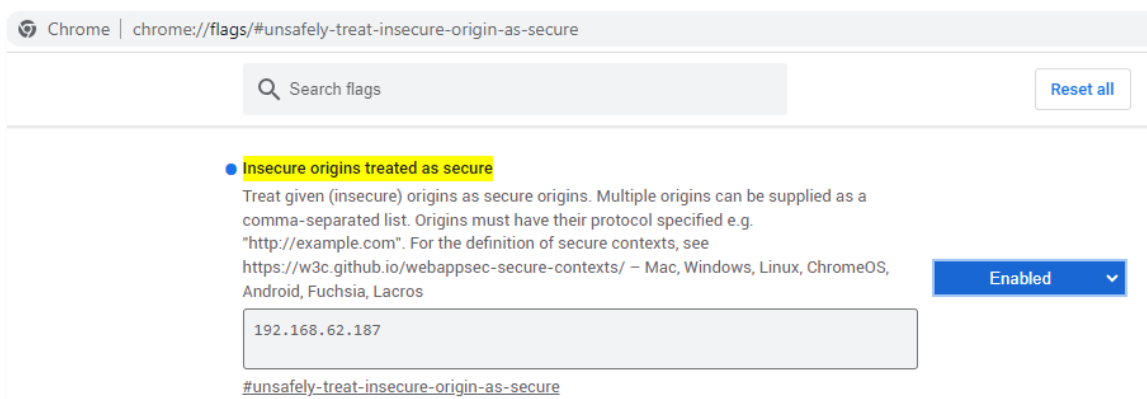 Chrome | chrome://flags/#unsafely-treat-insecure-origin-as-secure
Search flags
Reset all
Insecure origins treated as secure
Treat given (insecure) origins as secure origins. Multiple origins can be supplied as a
comma-separated list. Origins must have their protocol specified e.g.
"http://example.com". For the definition of secure contexts, see
https://w3c.github.io/webappsec-secure-contexts/ – Mac, Windows, Linux, ChromeOS,
Android, Fuchsia, Lacros
Enabled
192.168.62.187
#unsafely-treat-insecure-origin-as-secure